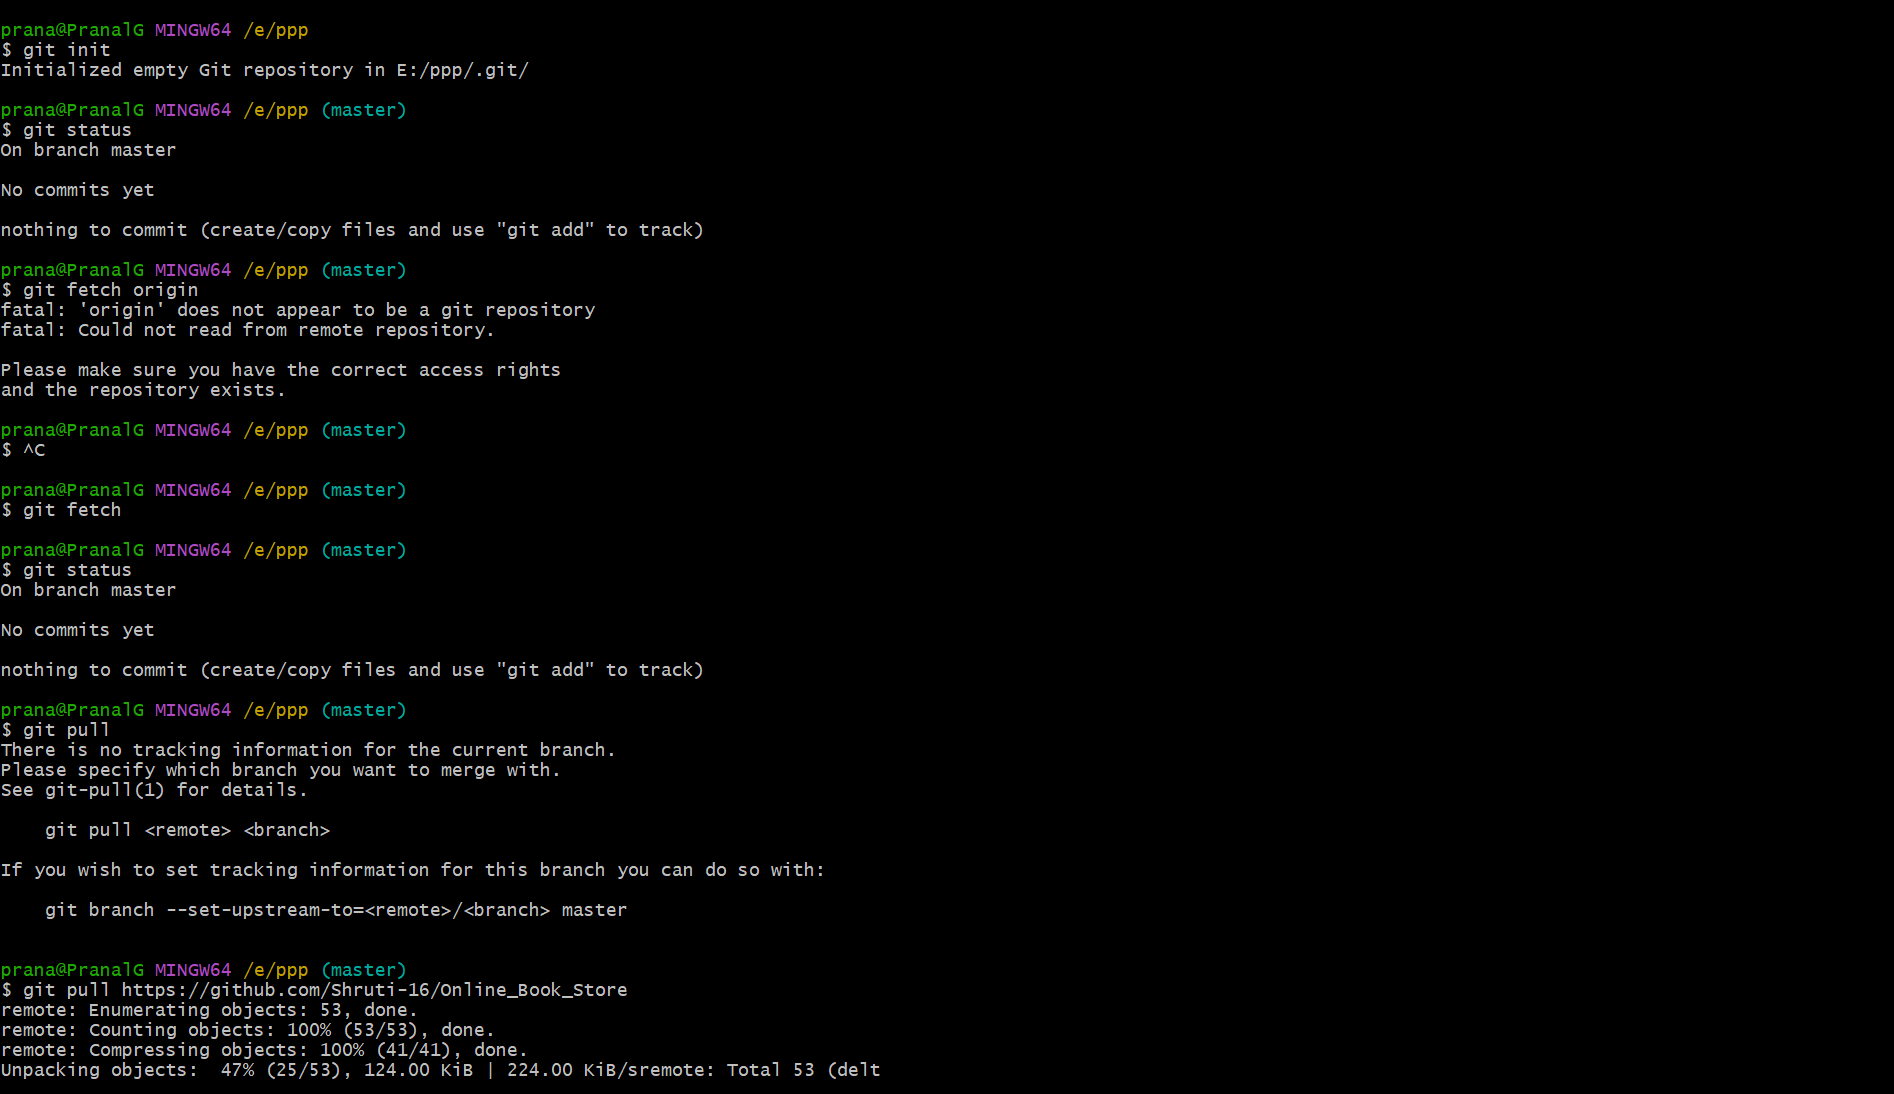 prana@PranalG MINGW64 /e/ppp
$ git init
Initialized empty Git repository in E:/ppp/.git/
prana@PranalG MINGW64 /e/ppp (master)
$ git status
On branch master
No commits yet
nothing to commit (create/copy files and use "git add" to track)
prana@PranalG MINGW64 /e/ppp (master)
$ git fetch origin
fatal: 'origin' does not appear to be a git repository
fatal: Could not read from remote repository.
Please make sure you have the correct access rights
and the repository exists.
prana@PranalG MINGW64 /e/ppp (master)
$ ^C
prana@PranalG MINGW64 /e/ppp (master)
$ git fetch
prana@PranalG MINGW64 /e/ppp (master)
$ git status
On branch master
No commits yet
nothing to commit (create/copy files and use "git add" to track)
prana@PranalG MINGW64 /e/ppp (master)
$ git pull
There is no tracking information for the current branch.
Please specify which branch you want to merge with.
See git-pull(1) for details.
    git pull <remote> <branch>
If you wish to set tracking information for this branch you can do so with:
    git branch --set-upstream-to=<remote>/<branch> master
prana@PranalG MINGW64 /e/ppp (master)
$ git pull https://github.com/Shruti-16/Online_Book_Store
remote: Enumerating objects: 53, done.
remote: Counting objects: 100% (53/53), done.
remote: Compressing objects: 100% (41/41), done.
Unpacking objects:  47% (25/53), 124.00 KiB | 224.00 KiB/sremote: Total 53 (delt